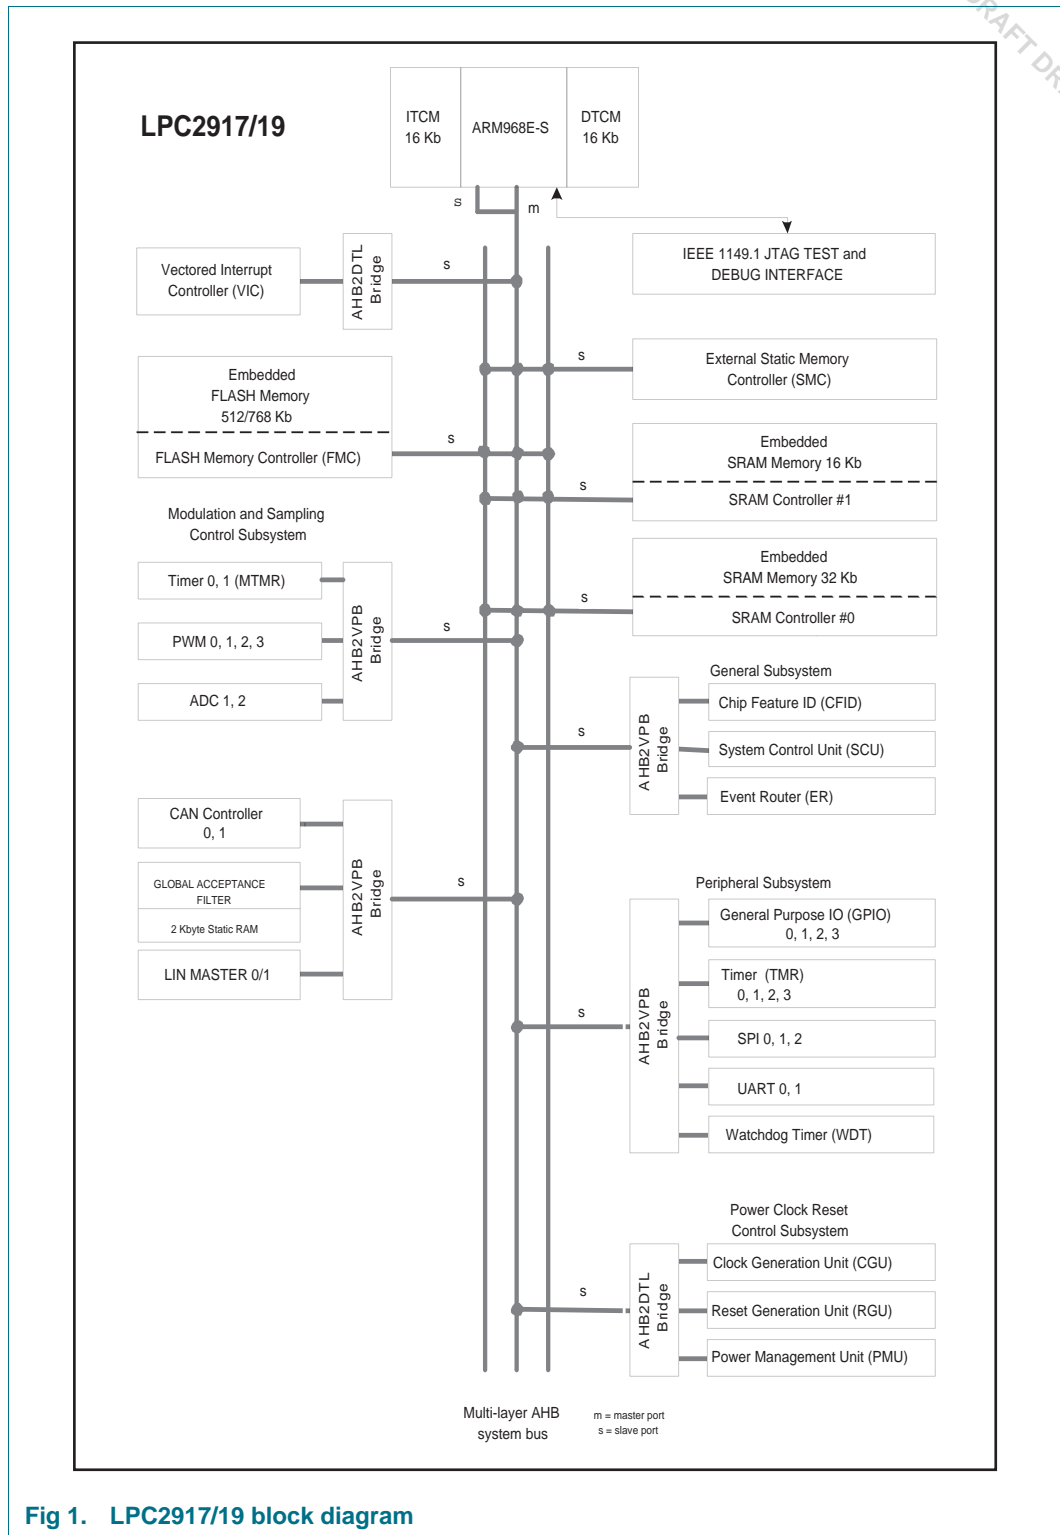 DRAFT DR
LPC2917/19
ITCM
16 Kb
ARM968E-S
DTCM
16 Kb
s
m
IEEE 1149.1 JTAG TEST and
DEBUG INTERFACE
Vectored Interrupt
Controller (VIC)
AHB2DTL
Bridge
s
External Static Memory
Controller (SMC)
s
Embedded
FLASH Memory
512/768 Kb
FLASH Memory Controller (FMC)
s
Embedded
SRAM Memory 16 Kb
SRAM Controller #1
s
Modulation and Sampling
Control Subsystem
Timer 0, 1 (MTMR)
PWM 0, 1, 2, 3
ADC 1, 2
AHB2VPB
Bridge
s
Embedded
SRAM Memory 32 Kb
SRAM Controller #0
s
General Subsystem
AHB2VPB
Bridge
s
Chip Feature ID (CFID)
System Control Unit (SCU)
Event Router (ER)
CAN Controller
0, 1
GLOBAL ACCEPTANCE
FILTER
2 Kbyte Static RAM
LIN MASTER 0/1
AHB2VPB
Bridge
s
Peripheral Subsystem
General Purpose IO (GPIO)
0, 1, 2, 3
Timer (TMR)
0, 1, 2, 3
SPI 0, 1, 2
UART 0, 1
Watchdog Timer (WDT)
AHB2VPB
Bridge
s
Power Clock Reset
Control Subsystem
Clock Generation Unit (CGU)
Reset Generation Unit (RGU)
Power Management Unit (PMU)
AHB2DTL
Bridge
s
Multi-layer AHB
system bus
m = master port
s = slave port
Fig 1. LPC2917/19 block diagram